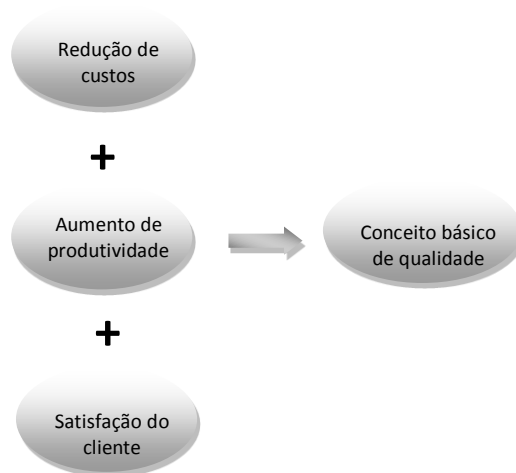 Redução de
custos
+
Aumento de
produtividade
Conceito básico
de qualidade
+
Satisfação do
cliente